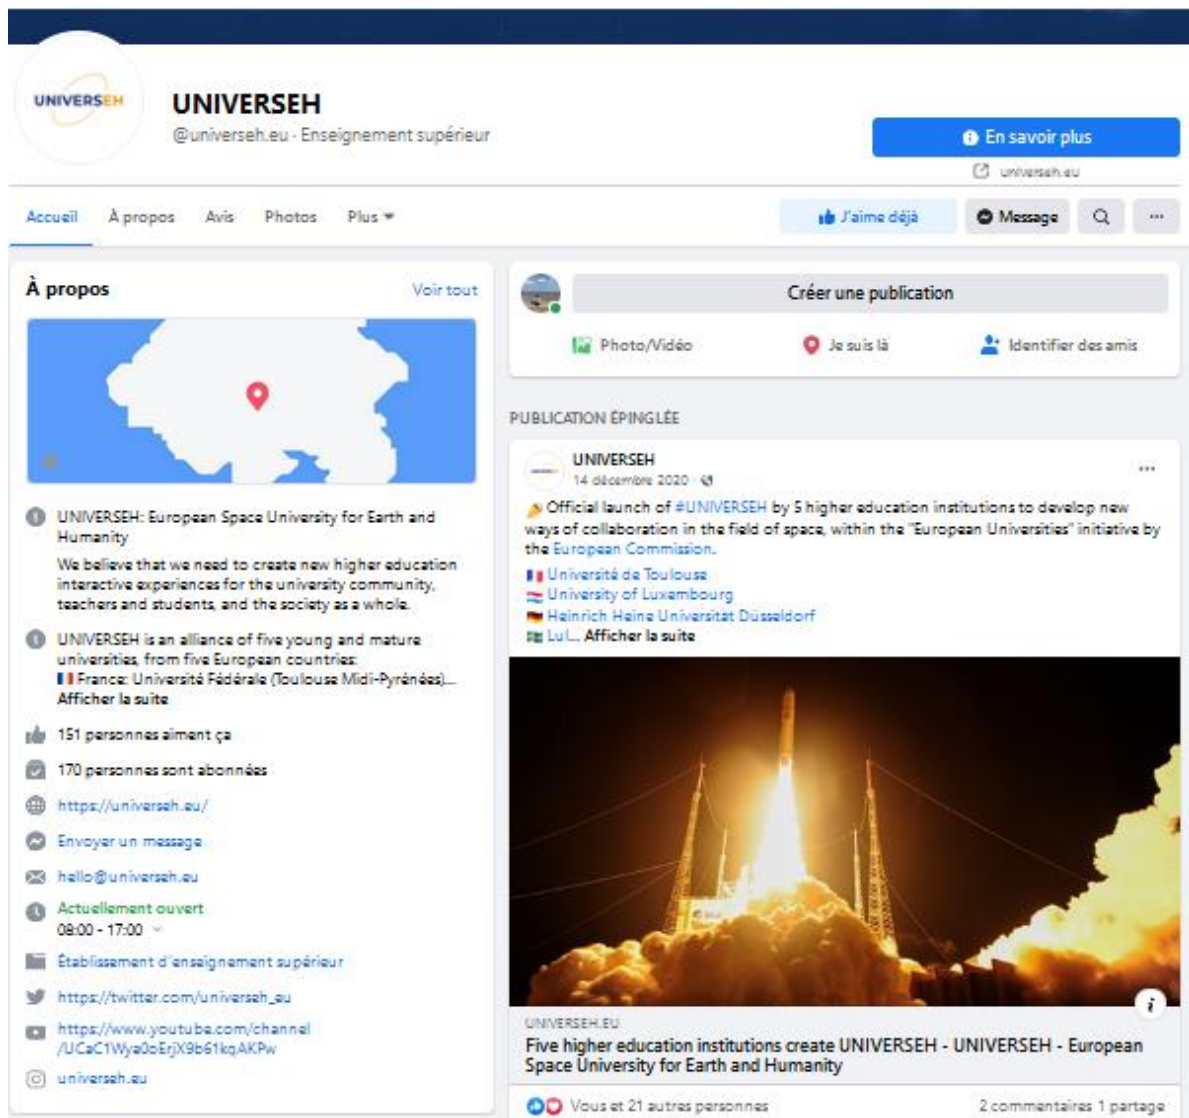 UNIVERSEH
UNIVERSEH
@universeh.eu · Enseignement supérieur
En savoir plus
universeh.eu
Accueil À propos Avis Photos Plus
J'aime déjà Message ...
À propos Voir tout
UNIVERSEH: European Space University for Earth and
Humanity
We believe that we need to create new higher education
interactive experiences for the university community,
teachers and students, and the society as a whole.
UNIVERSEH is an alliance of five young and mature
universities, from five European countries:
France: Université Fédérale (Toulouse Midi-Pyrénées)...
Afficher la suite
151 personnes aiment ça
170 personnes sont abonnées
https://universeh.eu/
Envoyer un message
hello@universeh.eu
Actuellement ouvert
08:00 - 17:00
Établissement d'enseignement supérieur
https://twitter.com/universeh_eu
https://www.youtube.com/channel
/UCaC1Wya0oErjX9b61kqAKPw
universeh.eu
Créer une publication
Photo/Vidéo Je suis là Identifier des amis
PUBLICATION ÉPINGLÉE
UNIVERSEH
14 décembre 2020 ·
...
Official launch of #UNIVERSEH by 5 higher education institutions to develop new
ways of collaboration in the field of space, within the "European Universities" initiative by
the European Commission.
Université de Toulouse
University of Luxembourg
Heinrich Heine Universität Düsseldorf
Lul... Afficher la suite
UNIVERSEH.EU
Five higher education institutions create UNIVERSEH - UNIVERSEH - European
Space University for Earth and Humanity
Vous et 21 autres personnes 2 commentaires 1 partage